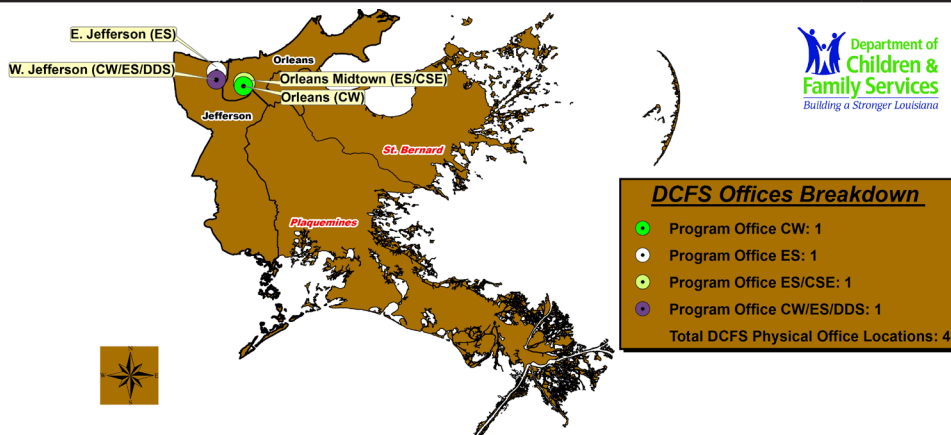 E. Jefferson (ES)
W. Jefferson (CW/ES/DDS)
Orleans
Orleans Midtown (ES/CSE)
Orleans (CW)
Jefferson
St. Bernard
Plaquemines
Department of
Children &
Family Services
Building a Stronger Louisiana
DCFS Offices Breakdown
Program Office CW: 1
Program Office ES: 1
Program Office ES/CSE: 1
Program Office CW/ES/DDS: 1
Total DCFS Physical Office Locations: 4
N
W E
S